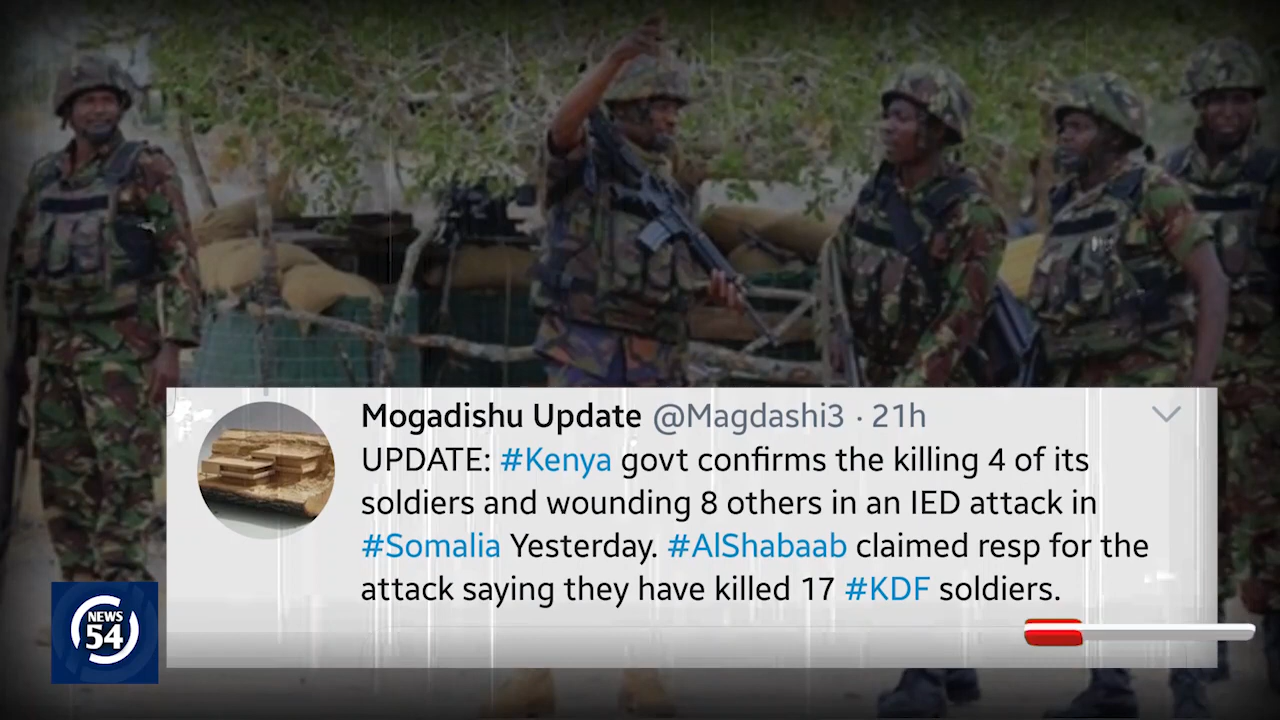 Mogadishu Update @Magdashi3 · 21h
UPDATE: #Kenya govt confirms the killing 4 of its
soldiers and wounding 8 others in an IED attack in
#Somalia Yesterday. #AlShabaab claimed resp for the
attack saying they have killed 17 #KDF soldiers.
NEWS
54